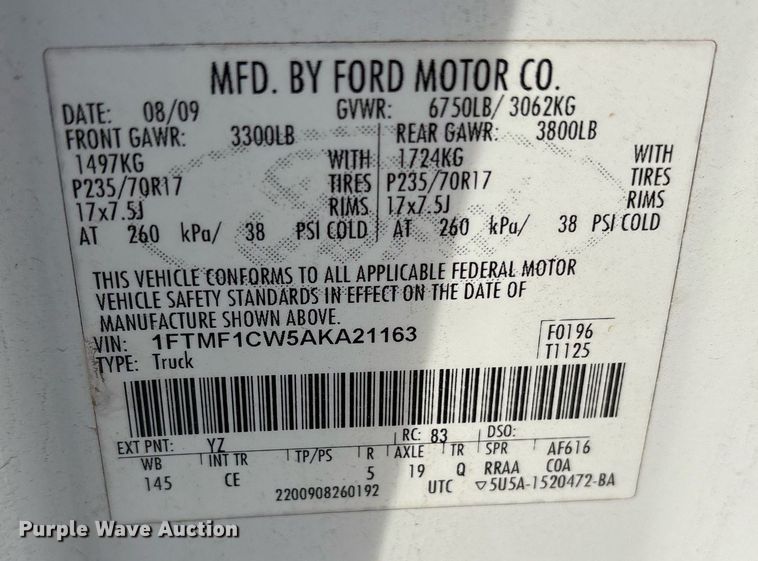 MFD. BY FORD MOTOR CO.
DATE: 08/09 GVWR: 6750LB/ 3062KG
FRONT GAWR: 3300LB REAR GAWR: 3800LB
1497KG WITH 1724KG WITH
P235/70R17 TIRES P235/70R17 TIRES
17x7.5J RIMS 17x7.5J RIMS
AT 260 kPa/ 38 PSI COLD AT 260 kPa/ 38 PSI COLD
THIS VEHICLE CONFORMS TO ALL APPLICABLE FEDERAL MOTOR
VEHICLE SAFETY STANDARDS IN EFFECT ON THE DATE OF
MANUFACTURE SHOWN ABOVE.
VIN: 1FTMF1CW5AKA21163 F0196
TYPE: Truck T1125
EXT PNT: YZ RC: 83 DSO:
WB INT TR TP/PS R AXLE TR SPR AF616
145 CE 5 19 Q RRAA COA
2200908260192 UTC ▽5U5A-1520472-BA
Purple Wave Auction